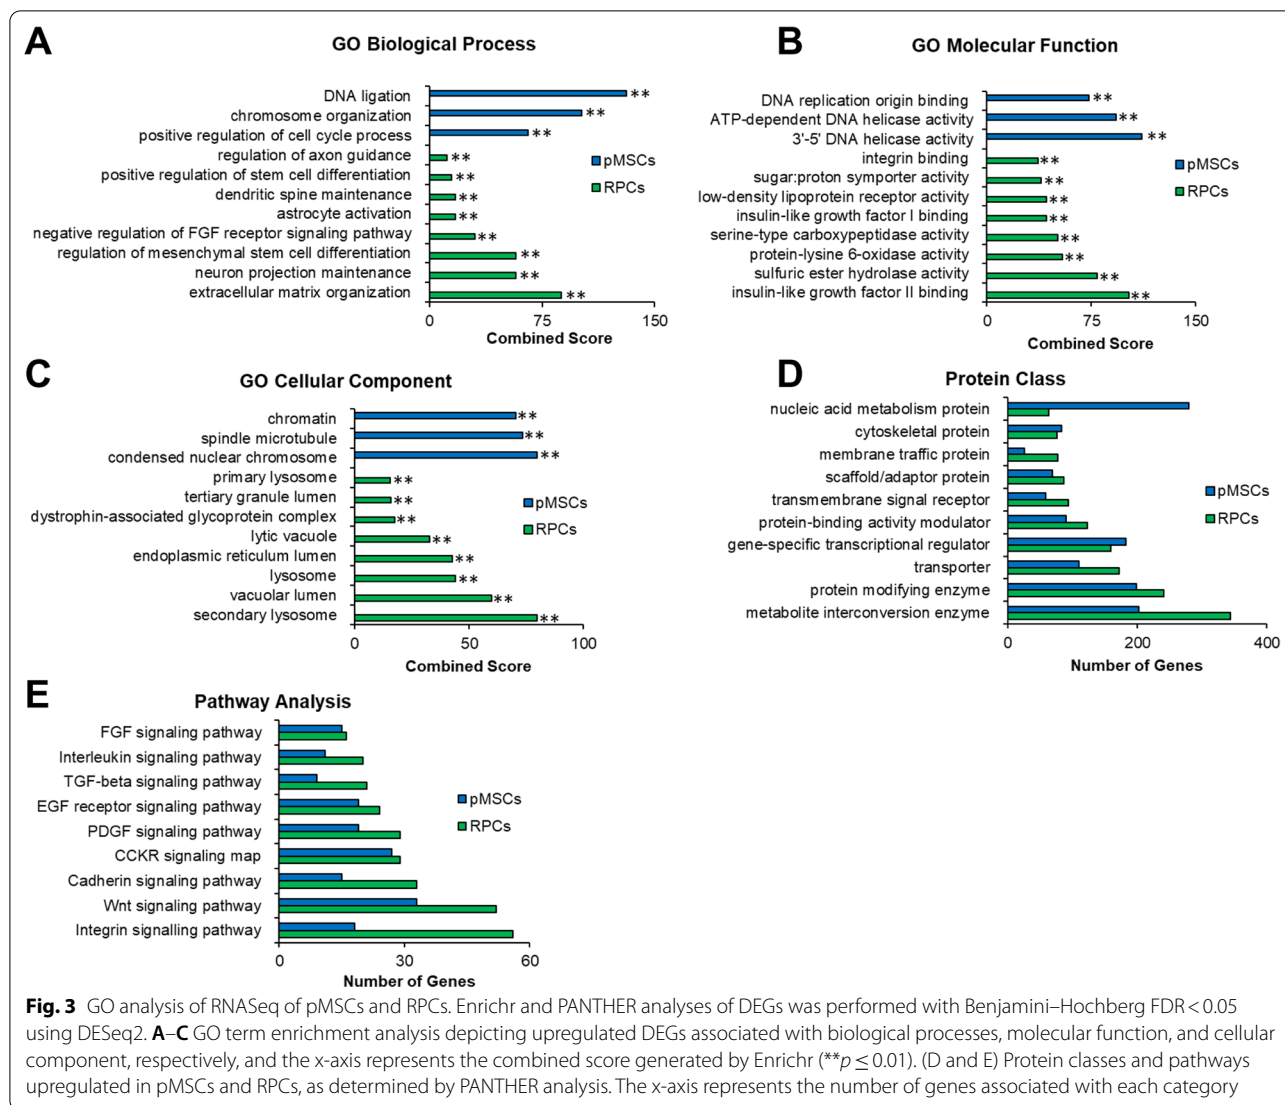 A
GO Biological Process
DNA ligation
**
chromosome organization
**
positive regulation of cell cycle process
**
regulation of axon guidance
**
positive regulation of stem cell differentiation
**
dendritic spine maintenance
**
astrocyte activation
**
negative regulation of FGF receptor signaling pathway
**
regulation of mesenchymal stem cell differentiation
**
neuron projection maintenance
**
extracellular matrix organization
**
pMSCs
RPCs
0 75 150
Combined Score
B
GO Molecular Function
DNA replication origin binding
**
ATP-dependent DNA helicase activity
**
3'-5' DNA helicase activity
**
integrin binding
**
sugar:proton symporter activity
**
low-density lipoprotein receptor activity
**
insulin-like growth factor I binding
**
serine-type carboxypeptidase activity
**
protein-lysine 6-oxidase activity
**
sulfuric ester hydrolase activity
**
insulin-like growth factor II binding
**
pMSCs
RPCs
0 75 150
Combined Score
C
GO Cellular Component
chromatin
**
spindle microtubule
**
condensed nuclear chromosome
**
primary lysosome
**
tertiary granule lumen
**
dystrophin-associated glycoprotein complex
**
lytic vacuole
**
endoplasmic reticulum lumen
**
lysosome
**
vacuolar lumen
**
secondary lysosome
**
pMSCs
RPCs
0 50 100
Combined Score
D
Protein Class
nucleic acid metabolism protein
cytoskeletal protein
membrane traffic protein
scaffold/adaptor protein
transmembrane signal receptor
protein-binding activity modulator
gene-specific transcriptional regulator
transporter
protein modifying enzyme
metabolite interconversion enzyme
pMSCs
RPCs
0 200 400
Number of Genes
E
Pathway Analysis
FGF signaling pathway
Interleukin signaling pathway
TGF-beta signaling pathway
EGF receptor signaling pathway
PDGF signaling pathway
CCKR signaling map
Cadherin signaling pathway
Wnt signaling pathway
Integrin signalling pathway
pMSCs
RPCs
0 30 60
Number of Genes
Fig. 3 GO analysis of RNASeq of pMSCs and RPCs. Enrichr and PANTHER analyses of DEGs was performed with Benjamini–Hochberg FDR < 0.05
using DESeq2. A–C GO term enrichment analysis depicting upregulated DEGs associated with biological processes, molecular function, and cellular
component, respectively, and the x-axis represents the combined score generated by Enrichr (**p ≤ 0.01). (D and E) Protein classes and pathways
upregulated in pMSCs and RPCs, as determined by PANTHER analysis. The x-axis represents the number of genes associated with each category